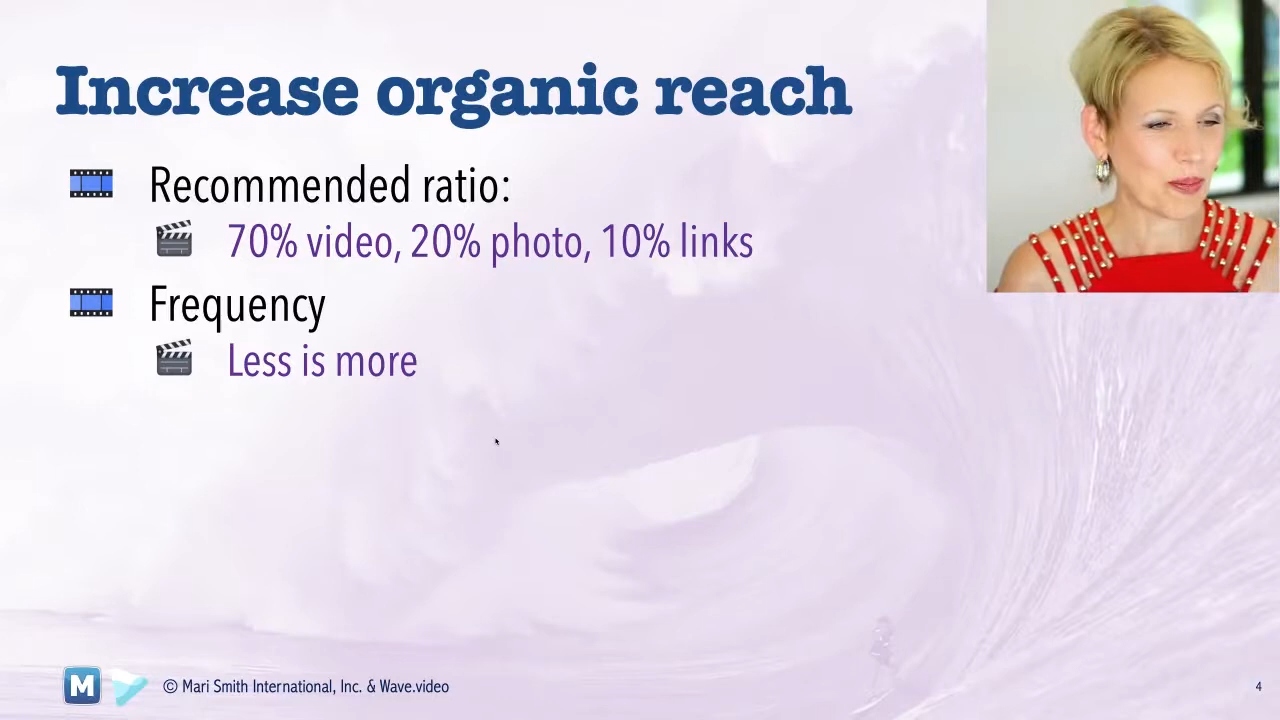 Increase organic reach
Recommended ratio:
70% video, 20% photo, 10% links
Frequency
Less is more
M
© Mari Smith International, Inc. & Wave.video
4